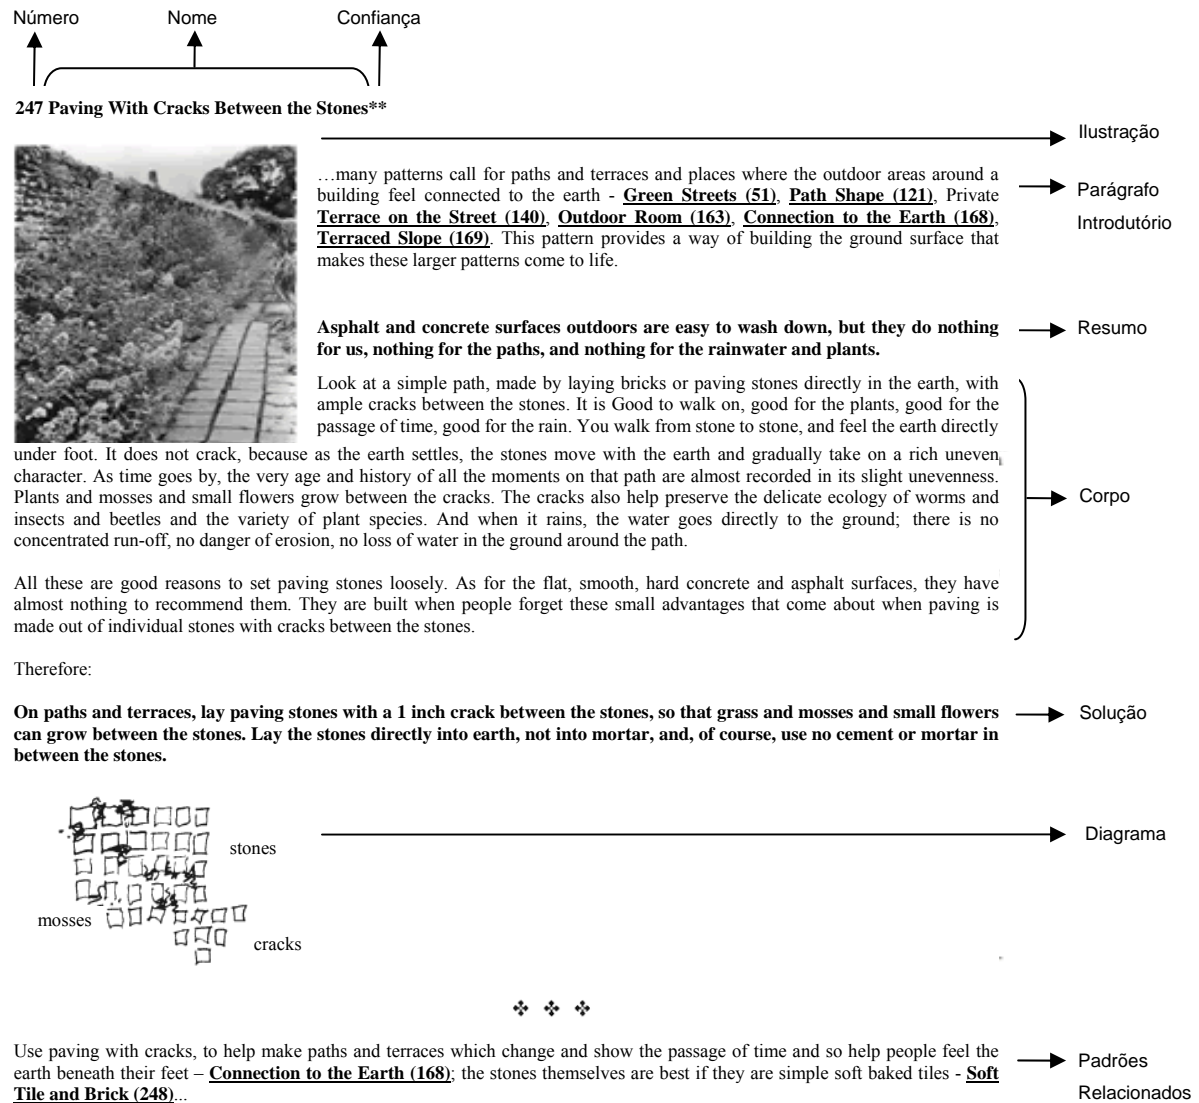 Número Nome Confiança
247 Paving With Cracks Between the Stones**
Ilustração
…many patterns call for paths and terraces and places where the outdoor areas around a
building feel connected to the earth - Green Streets (51), Path Shape (121), Private
Terrace on the Street (140), Outdoor Room (163), Connection to the Earth (168),
Terraced Slope (169). This pattern provides a way of building the ground surface that
makes these larger patterns come to life.
Parágrafo
Introdutório
Asphalt and concrete surfaces outdoors are easy to wash down, but they do nothing
for us, nothing for the paths, and nothing for the rainwater and plants.
Resumo
Look at a simple path, made by laying bricks or paving stones directly in the earth, with
ample cracks between the stones. It is Good to walk on, good for the plants, good for the
passage of time, good for the rain. You walk from stone to stone, and feel the earth directly
under foot. It does not crack, because as the earth settles, the stones move with the earth and gradually take on a rich uneven
character. As time goes by, the very age and history of all the moments on that path are almost recorded in its slight unevenness.
Plants and mosses and small flowers grow between the cracks. The cracks also help preserve the delicate ecology of worms and
insects and beetles and the variety of plant species. And when it rains, the water goes directly to the ground; there is no
concentrated run-off, no danger of erosion, no loss of water in the ground around the path.
Corpo
All these are good reasons to set paving stones loosely. As for the flat, smooth, hard concrete and asphalt surfaces, they have
almost nothing to recommend them. They are built when people forget these small advantages that come about when paving is
made out of individual stones with cracks between the stones.
Therefore:
On paths and terraces, lay paving stones with a 1 inch crack between the stones, so that grass and mosses and small flowers
can grow between the stones. Lay the stones directly into earth, not into mortar, and, of course, use no cement or mortar in
between the stones.
Solução
Diagrama
stones
mosses
cracks
Use paving with cracks, to help make paths and terraces which change and show the passage of time and so help people feel the
earth beneath their feet – Connection to the Earth (168); the stones themselves are best if they are simple soft baked tiles - Soft
Tile and Brick (248)...
Padrões
Relacionados